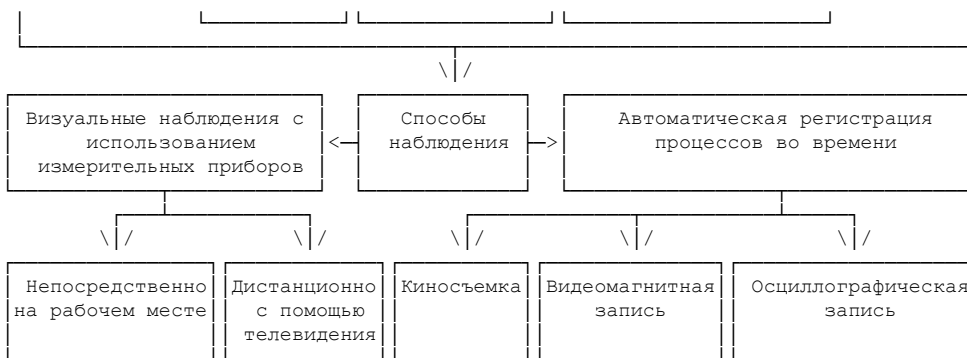 Визуальные наблюдения с
использованием
измерительных приборов
Способы
наблюдения
Автоматическая регистрация
процессов во времени
Непосредственно
на рабочем месте
Дистанционно
с помощью
телевидения
Киносъемка
Видеомагнитная
запись
Осциллографическая
запись